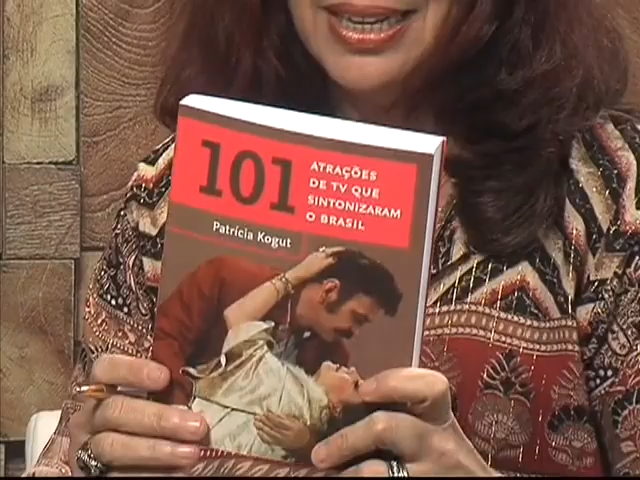 101
ATRAÇÕES
DE TV QUE
SINTONIZARAM
O BRASIL
Patrícia Kogut